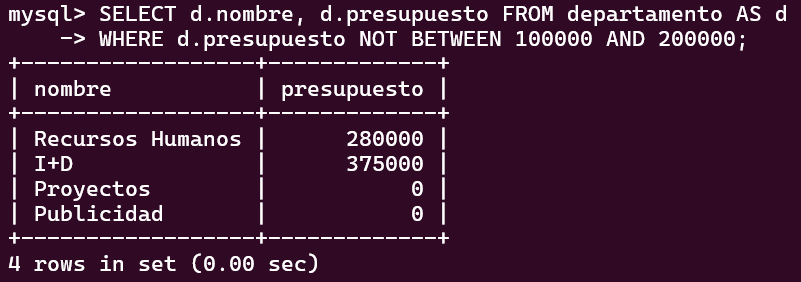 mysql> SELECT d.nombre, d.presupuesto FROM departamento AS d
    -> WHERE d.presupuesto NOT BETWEEN 100000 AND 200000;
+------------------+-------------+
| nombre           | presupuesto |
+------------------+-------------+
| Recursos Humanos |      280000 |
| I+D              |      375000 |
| Proyectos        |           0 |
| Publicidad       |           0 |
+------------------+-------------+
4 rows in set (0.00 sec)